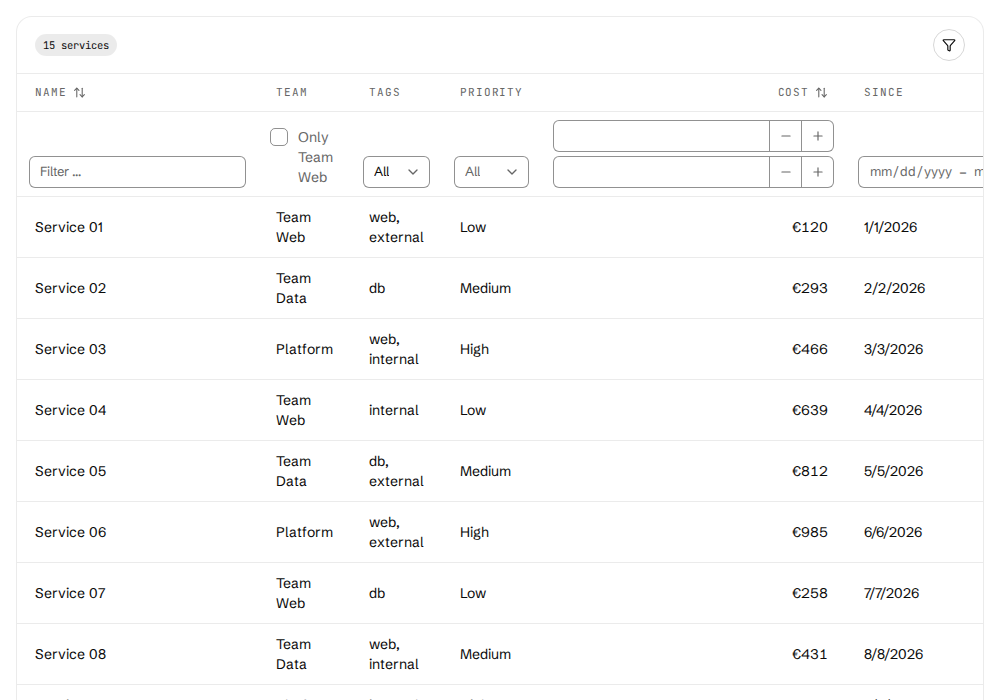 15 services
NAME TEAM TAGS PRIORITY COST SINCE
Only
Team
Web
Filter … All All mm/dd/yyyy – m
Service 01 Team Web web, external Low €120 1/1/2026
Service 02 Team Data db Medium €293 2/2/2026
Service 03 Platform web, internal High €466 3/3/2026
Service 04 Team Web internal Low €639 4/4/2026
Service 05 Team Data db, external Medium €812 5/5/2026
Service 06 Platform web, external High €985 6/6/2026
Service 07 Team Web db Low €258 7/7/2026
Service 08 Team Data web, internal Medium €431 8/8/2026